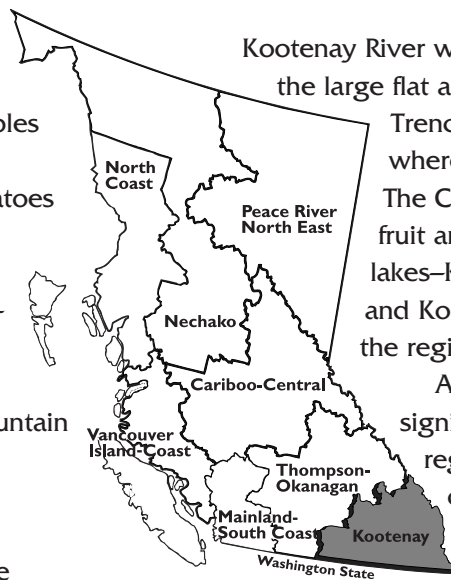 ples
atoes
untain
e
Kootenay River w
the large flat a
Trenc
where
The C
fruit an
lakes–K
and Ko
the regi
A
signi
reg
North
Coast
Peace River
North East
Nechako
Cariboo-Central
Vancouver
Island-Coast
Thompson-
Okanagan
Mainland-
South Coast
Kootenay
Washington State